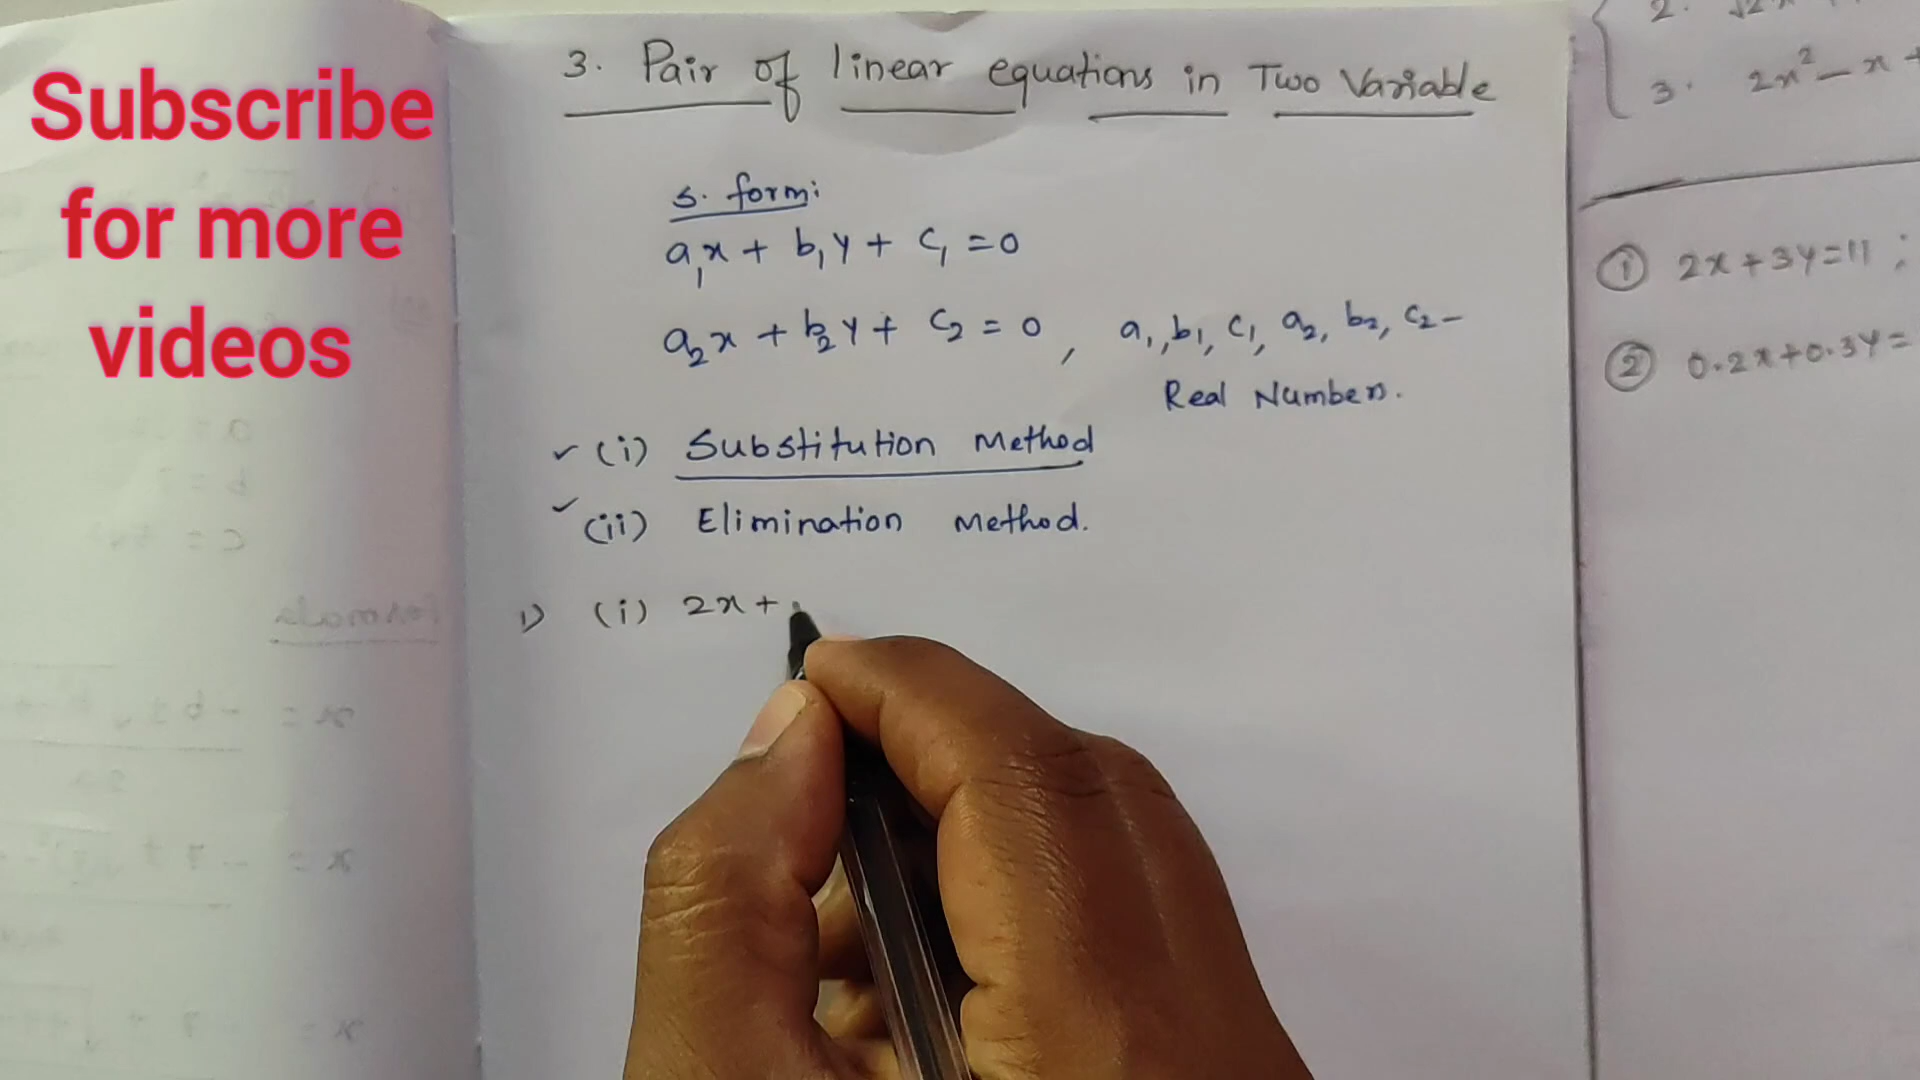 Subscribe
for more
videos
3. Pair of linear equations in Two Variable
s. form:
a₁x + b₁y + c₁ = 0
a₂x + b₂y + c₂ = 0, a₁, b₁, c₁, a₂, b₂, c₂ –
Real Numbers.
✓ (i) Substitution Method
✓ (ii) Elimination Method.
1) (i) 2x +
2.
3. 2x² – x +
① 2x + 3y = 11 ;
② 0.2x + 0.3y =